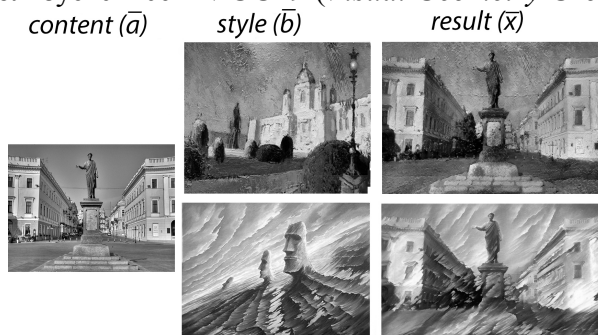 content (a̅)
style (b̅)
result (x̅)